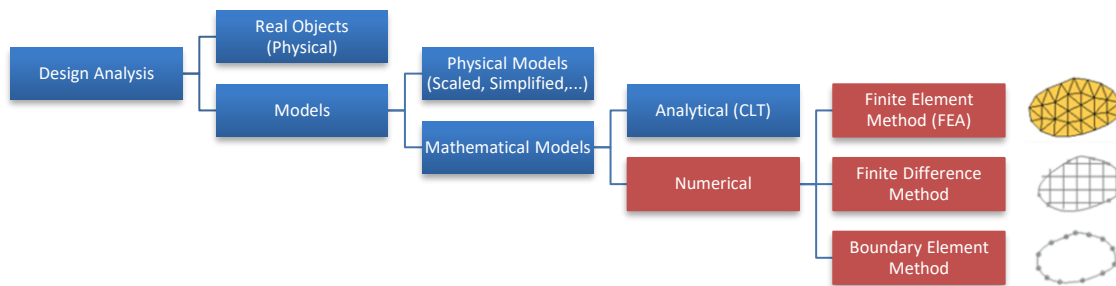 Design Analysis
Real Objects
(Physical)
Models
Physical Models
(Scaled, Simplified,...)
Mathematical Models
Analytical (CLT)
Numerical
Finite Element
Method (FEA)
Finite Difference
Method
Boundary Element
Method